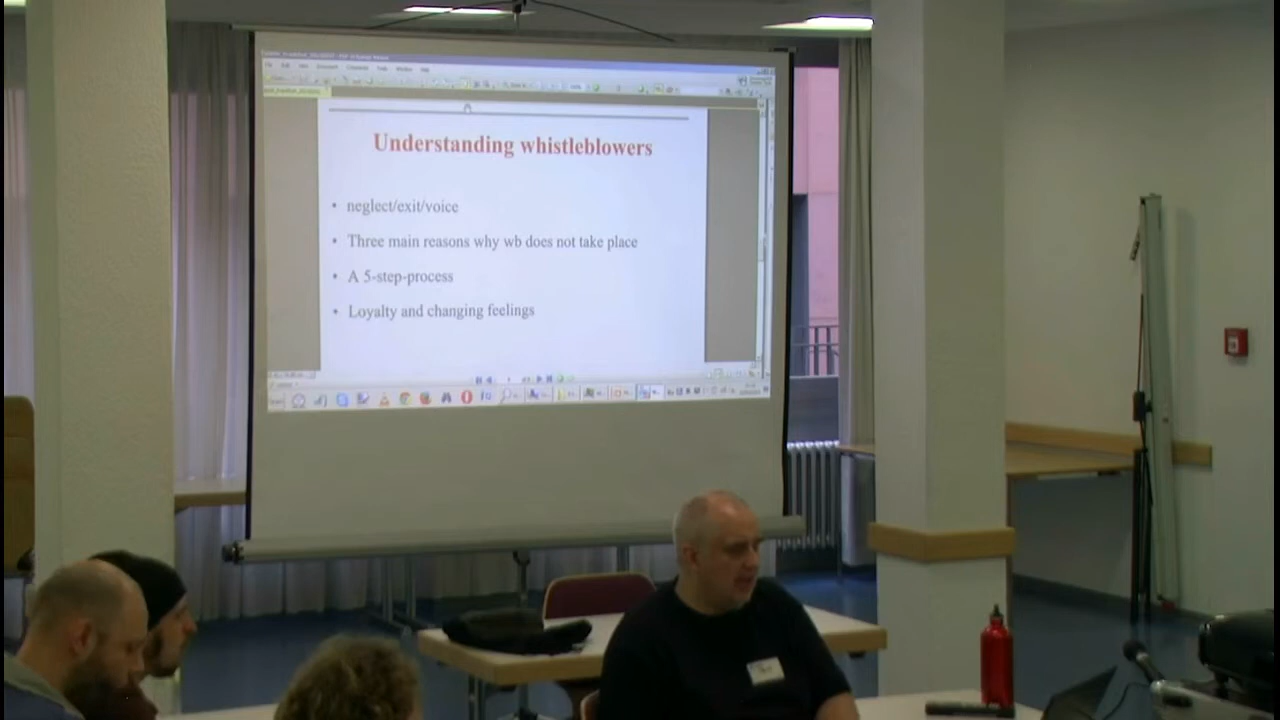 Understanding whistleblowers
• neglect/exit/voice
• Three main reasons why wb does not take place
• A 5-step-process
• Loyalty and changing feelings